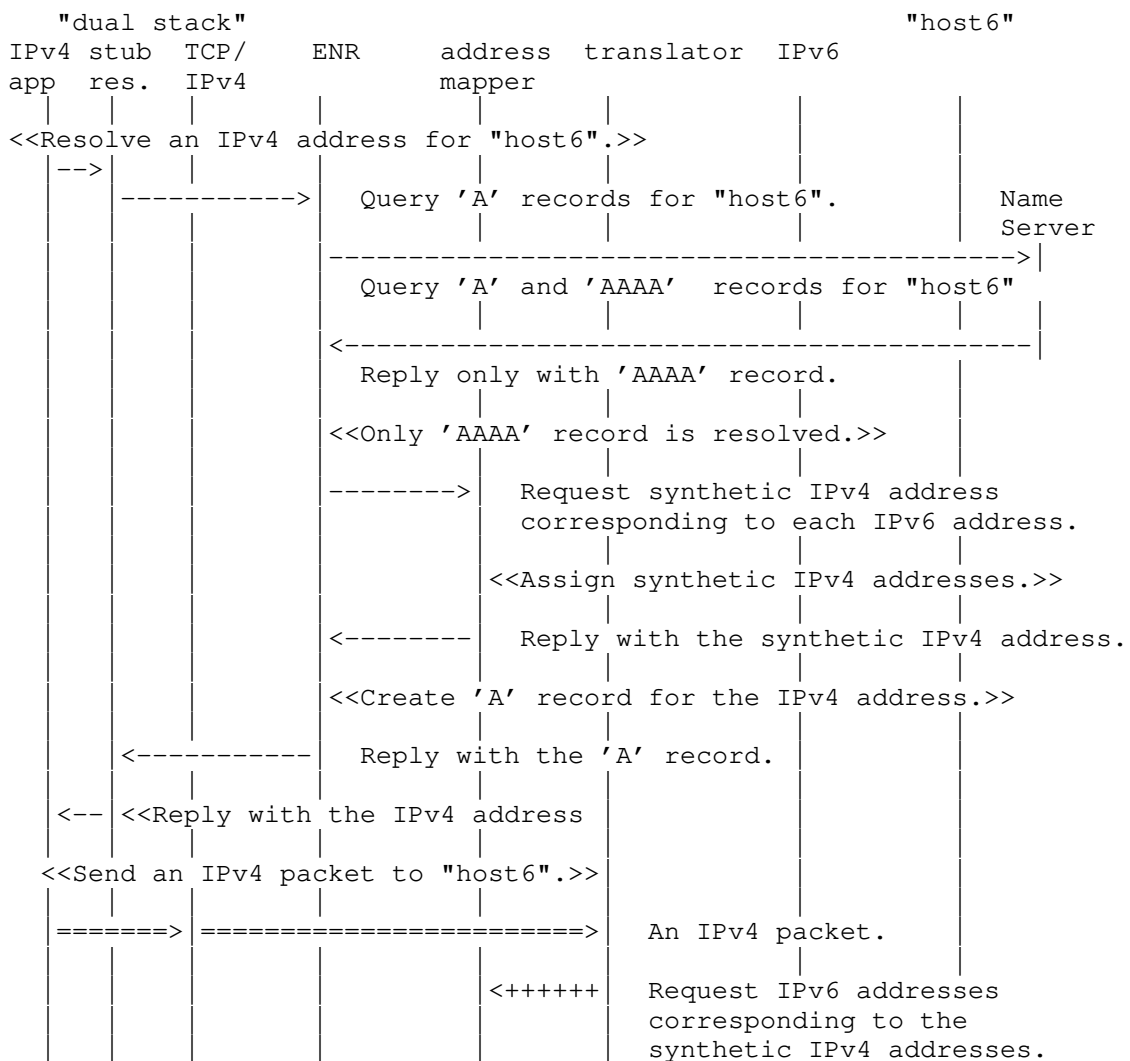 "dual stack" "host6"
IPv4 stub TCP/ ENR address translator IPv6
app res. IPv4 mapper
<<Resolve an IPv4 address for "host6".>>
Query 'A' records for "host6". Name
Server
Query 'A' and 'AAAA' records for "host6"
Reply only with 'AAAA' record.
<<Only 'AAAA' record is resolved.>>
Request synthetic IPv4 address
corresponding to each IPv6 address.
<<Assign synthetic IPv4 addresses.>>
Reply with the synthetic IPv4 address.
<<Create 'A' record for the IPv4 address.>>
Reply with the 'A' record.
<<Reply with the IPv4 address
<<Send an IPv4 packet to "host6".>>
An IPv4 packet.
Request IPv6 addresses
corresponding to the
synthetic IPv4 addresses.